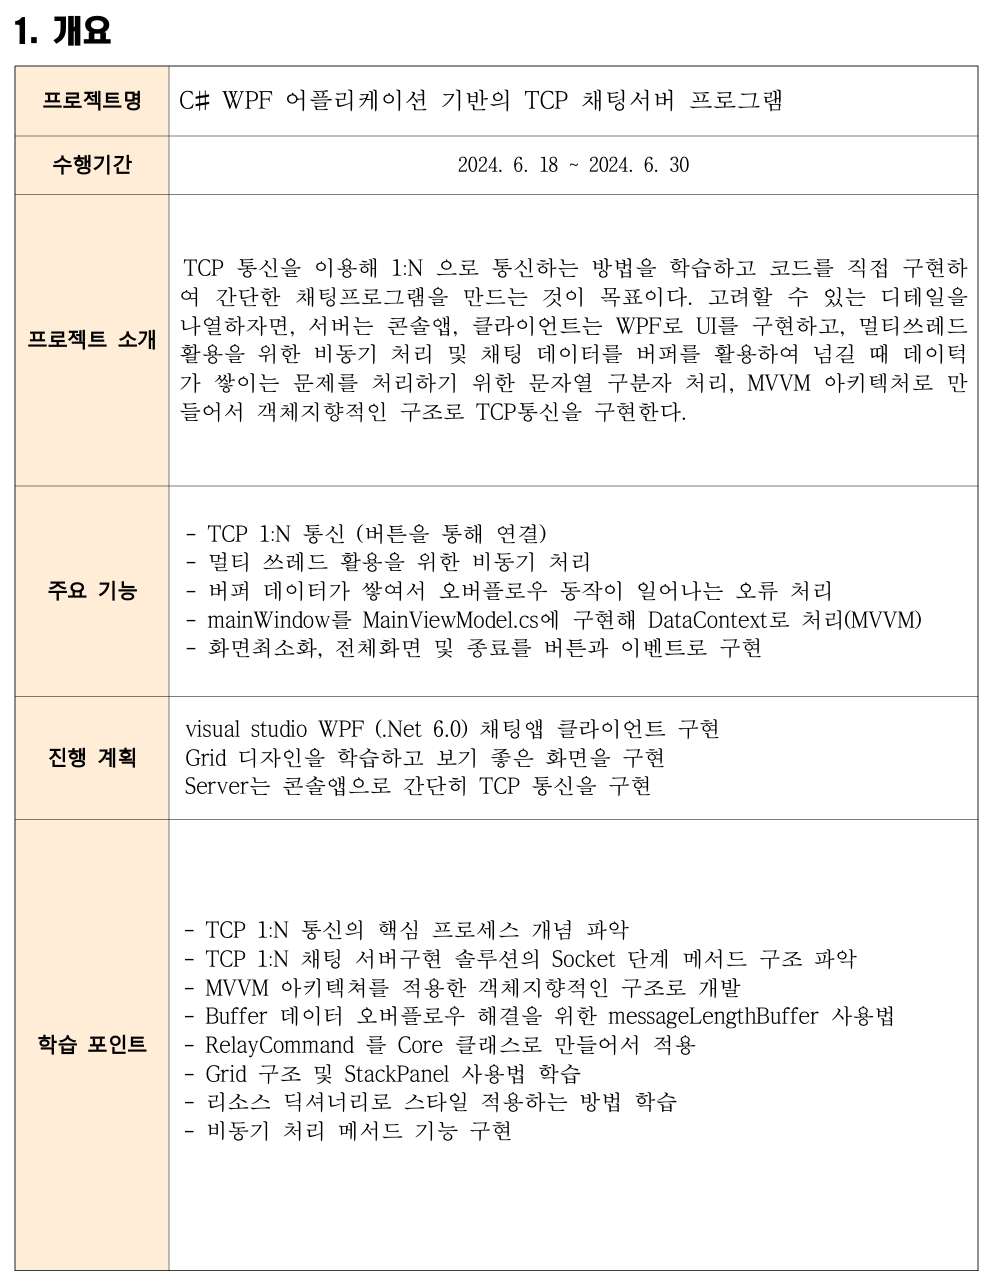 1. 개요
프로젝트명
C# WPF 어플리케이션 기반의 TCP 채팅서버 프로그램
수행기간
2024. 6. 18 ~ 2024. 6. 30
프로젝트 소개
TCP 통신을 이용해 1:N 으로 통신하는 방법을 학습하고 코드를 직접 구현하
여 간단한 채팅프로그램을 만드는 것이 목표이다. 고려할 수 있는 디테일을
나열하자면, 서버는 콘솔앱, 클라이언트는 WPF로 UI를 구현하고, 멀티쓰레드
활용을 위한 비동기 처리 및 채팅 데이터를 버퍼를 활용하여 넘길 때 데이턱
가 쌓이는 문제를 처리하기 위한 문자열 구분자 처리, MVVM 아키텍처로 만
들어서 객체지향적인 구조로 TCP통신을 구현한다.
주요 기능
- TCP 1:N 통신 (버튼을 통해 연결)
- 멀티 쓰레드 활용을 위한 비동기 처리
- 버퍼 데이터가 쌓여서 오버플로우 동작이 일어나는 오류 처리
- mainWindow를 MainViewModel.cs에 구현해 DataContext로 처리(MVVM)
- 화면최소화, 전체화면 및 종료를 버튼과 이벤트로 구현
진행 계획
visual studio WPF (.Net 6.0) 채팅앱 클라이언트 구현
Grid 디자인을 학습하고 보기 좋은 화면을 구현
Server는 콘솔앱으로 간단히 TCP 통신을 구현
학습 포인트
- TCP 1:N 통신의 핵심 프로세스 개념 파악
- TCP 1:N 채팅 서버구현 솔루션의 Socket 단계 메서드 구조 파악
- MVVM 아키텍쳐를 적용한 객체지향적인 구조로 개발
- Buffer 데이터 오버플로우 해결을 위한 messageLengthBuffer 사용법
- RelayCommand 를 Core 클래스로 만들어서 적용
- Grid 구조 및 StackPanel 사용법 학습
- 리소스 딕셔너리로 스타일 적용하는 방법 학습
- 비동기 처리 메서드 기능 구현